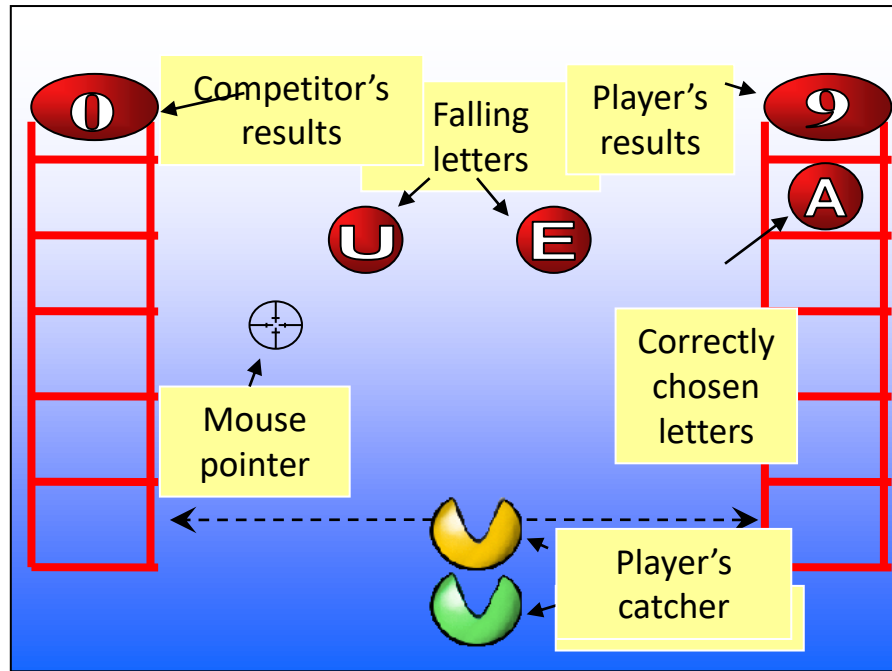 0
Competitor's
results
Falling
letters
Player's
results
9
U
E
A
Mouse
pointer
Correctly
chosen
letters
Player's
catcher